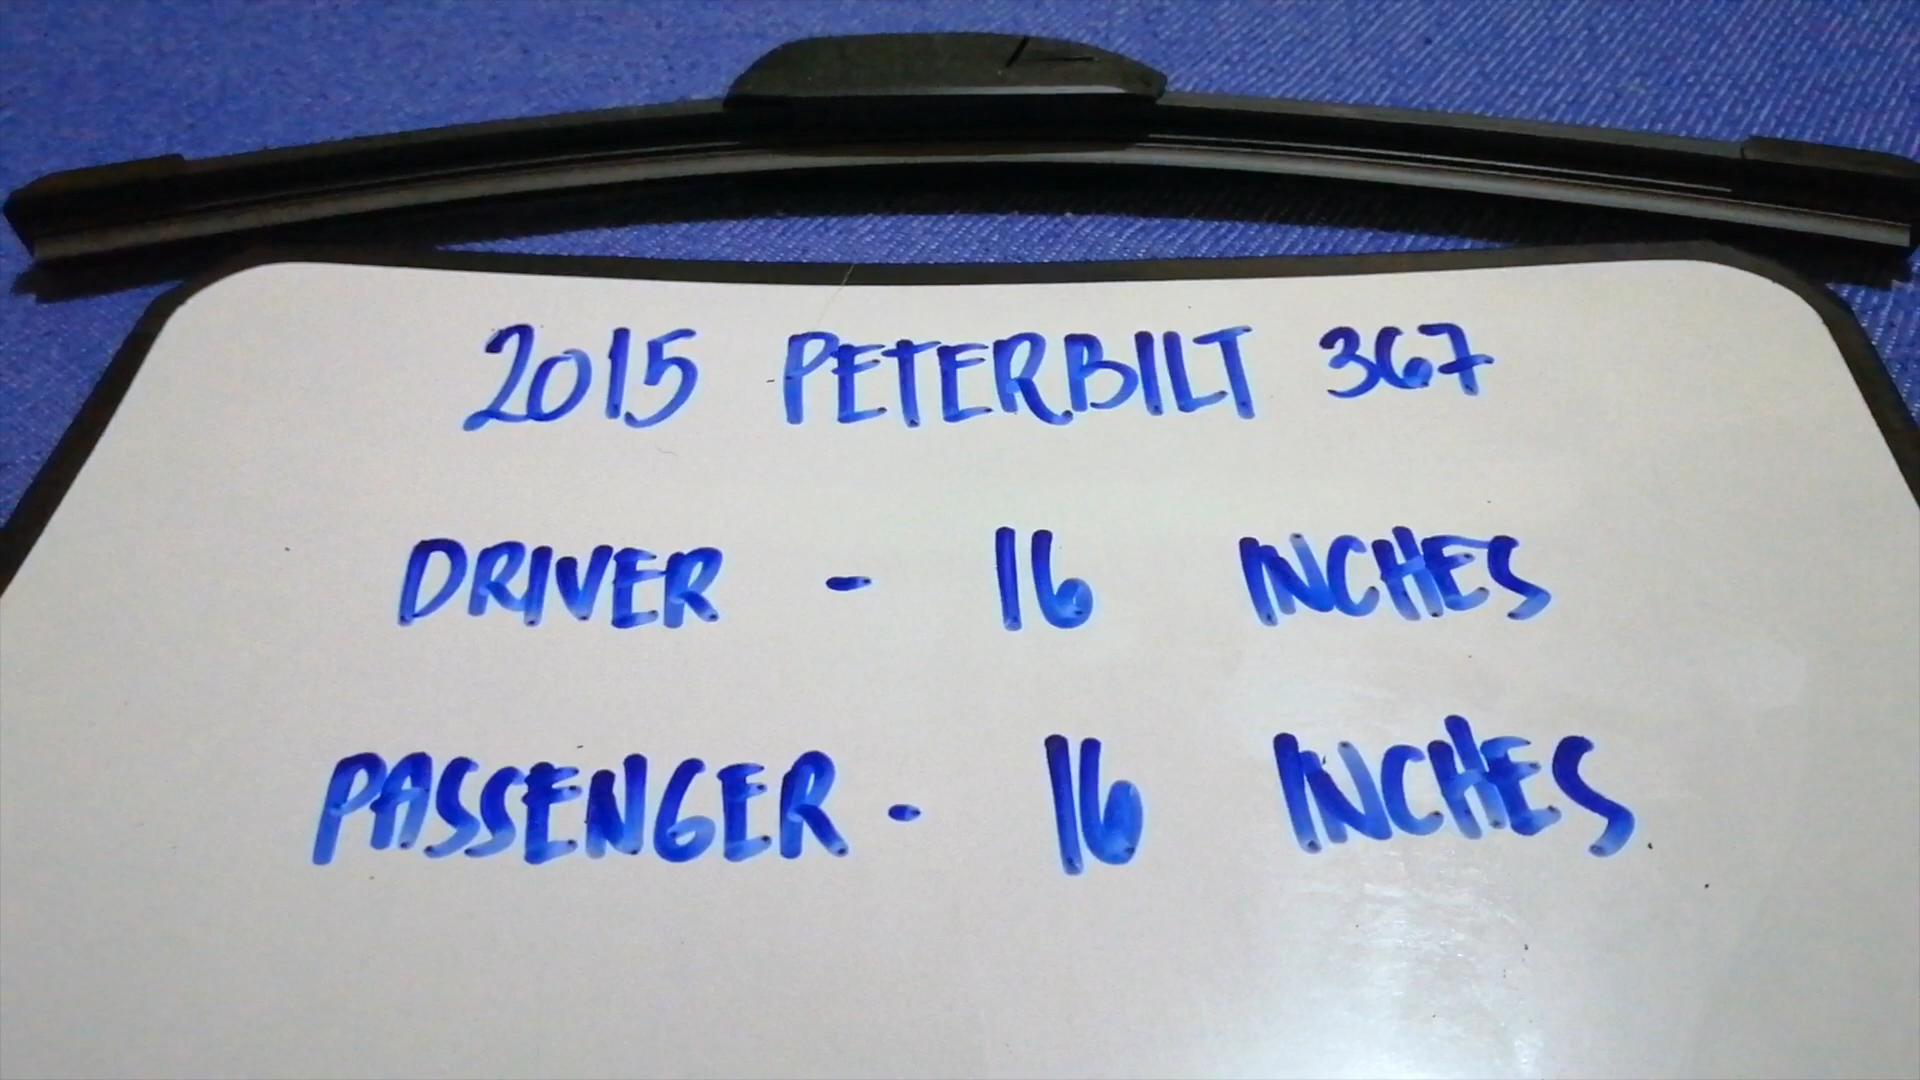 2015 PETERBILT 367
DRIVER - 16 INCHES
PASSENGER - 16 INCHES